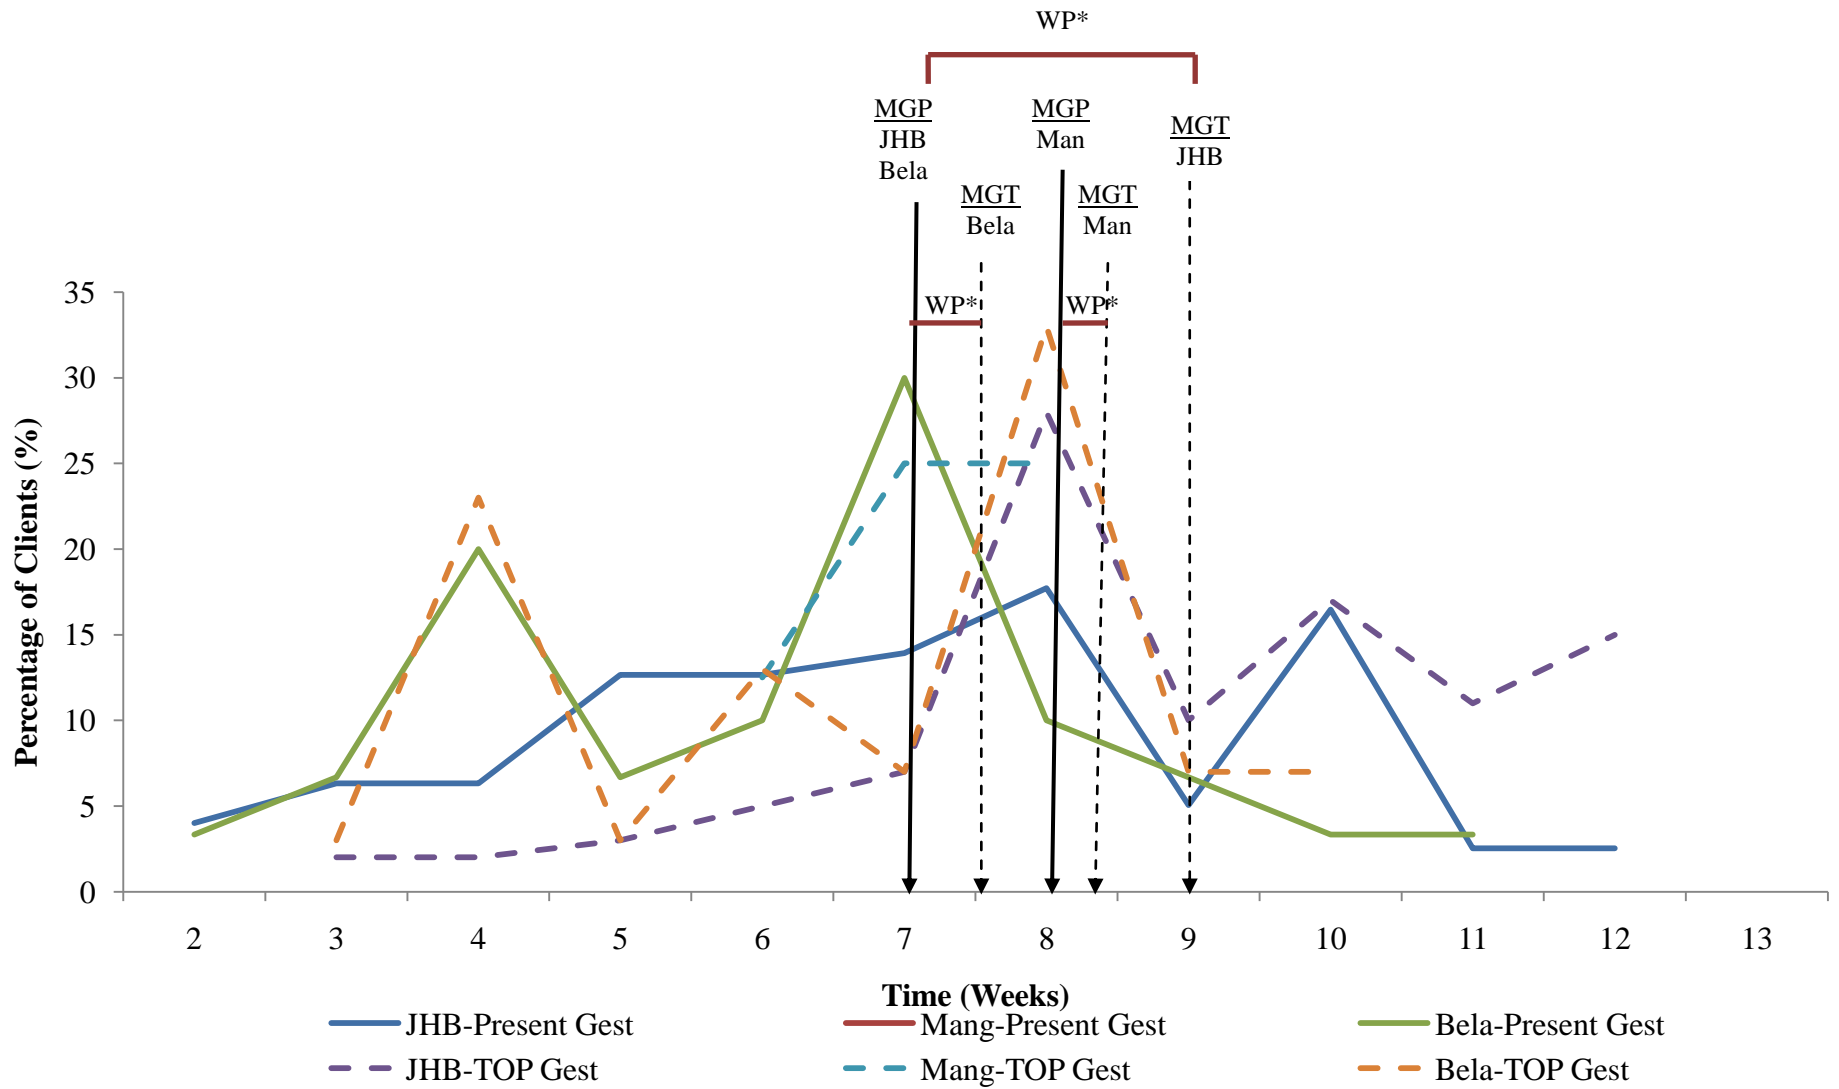 WP*
MGP
JHB
Bela
MGP
Man
MGT
JHB
MGT
Bela
MGT
Man
WP*
WP*
35
30
25
20
15
10
5
0
Percentage of Clients (%)
2 3 4 5 6 7 8 9 10 11 12 13
Time (Weeks)
JHB-Present Gest Mang-Present Gest Bela-Present Gest
JHB-TOP Gest Mang-TOP Gest Bela-TOP Gest